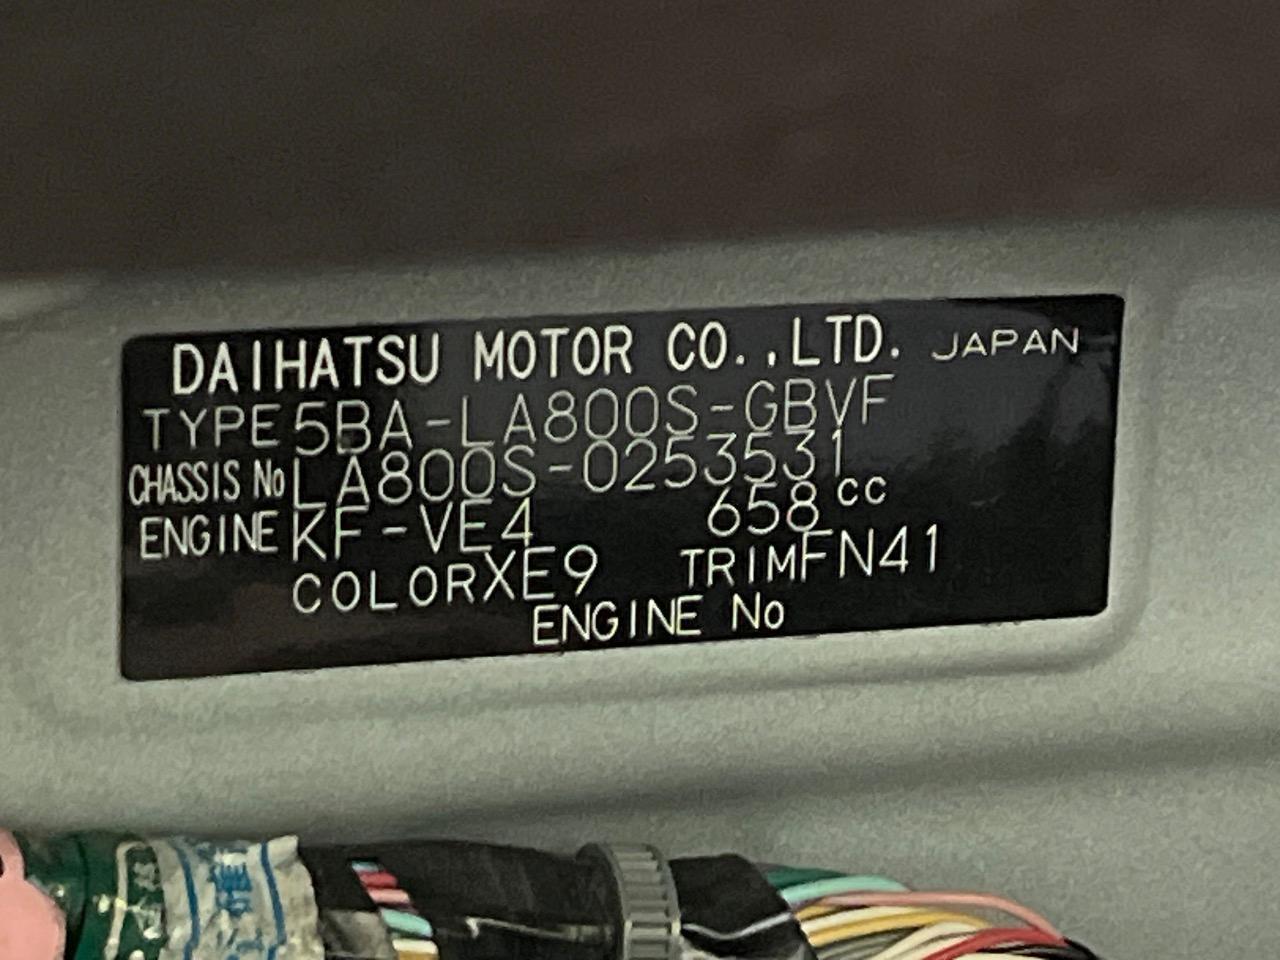 DAIHATSU MOTOR CO.,LTD. JAPAN
TYPE 5BA-LA800S-GBVF
CHASSIS No LA800S-0253531
ENGINE KF-VE4 658 cc
COLOR XE9 TRIM FN41
ENGINE No